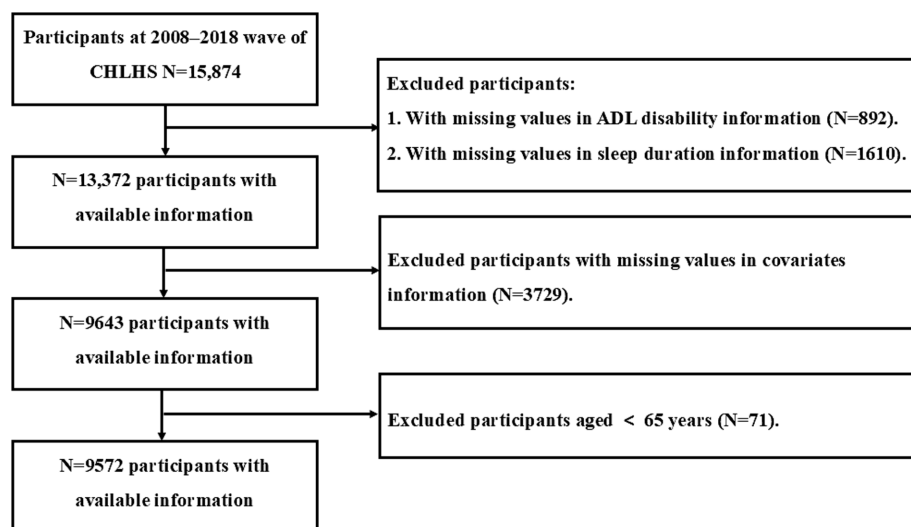 Participants at 2008–2018 wave of
CHLHS N=15,874
Excluded participants:
1. With missing values in ADL disability information (N=892).
2. With missing values in sleep duration information (N=1610).
N=13,372 participants with
available information
Excluded participants with missing values in covariates
information (N=3729).
N=9643 participants with
available information
Excluded participants aged < 65 years (N=71).
N=9572 participants with
available information